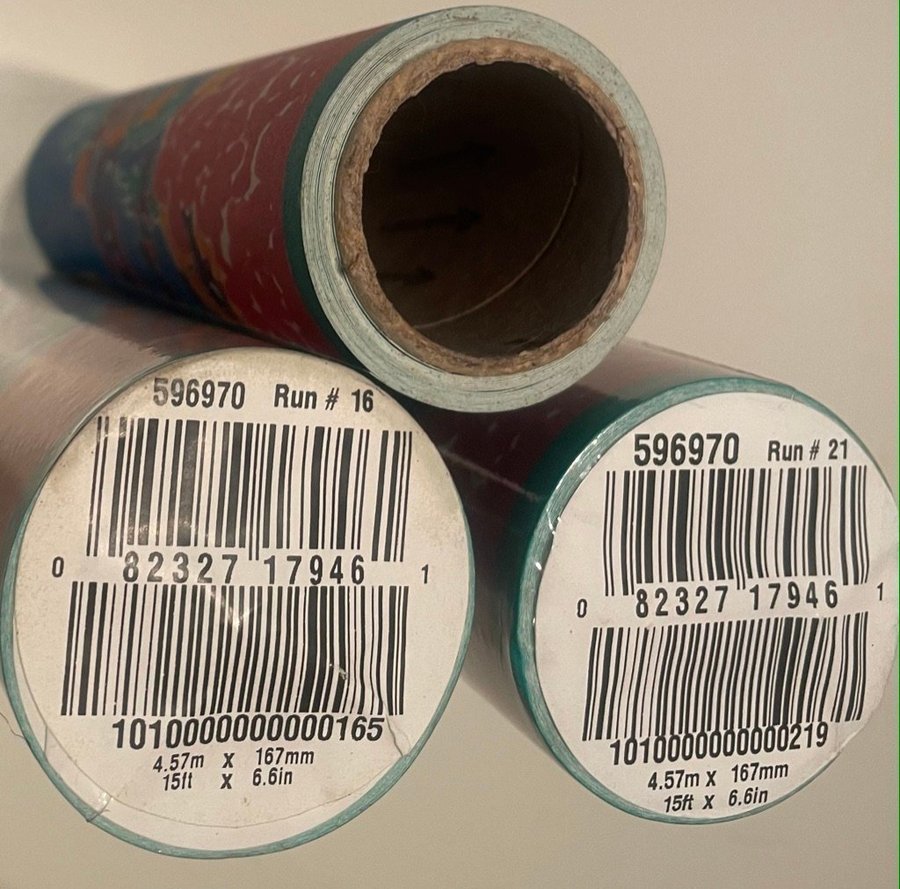 596970 Run # 16
0 82327 17946 1
1010000000000165
4.57m X 167mm
15ft X 6.6in
596970 Run # 21
0 82327 17946 1
1010000000000219
4.57m X 167mm
15ft X 6.6in